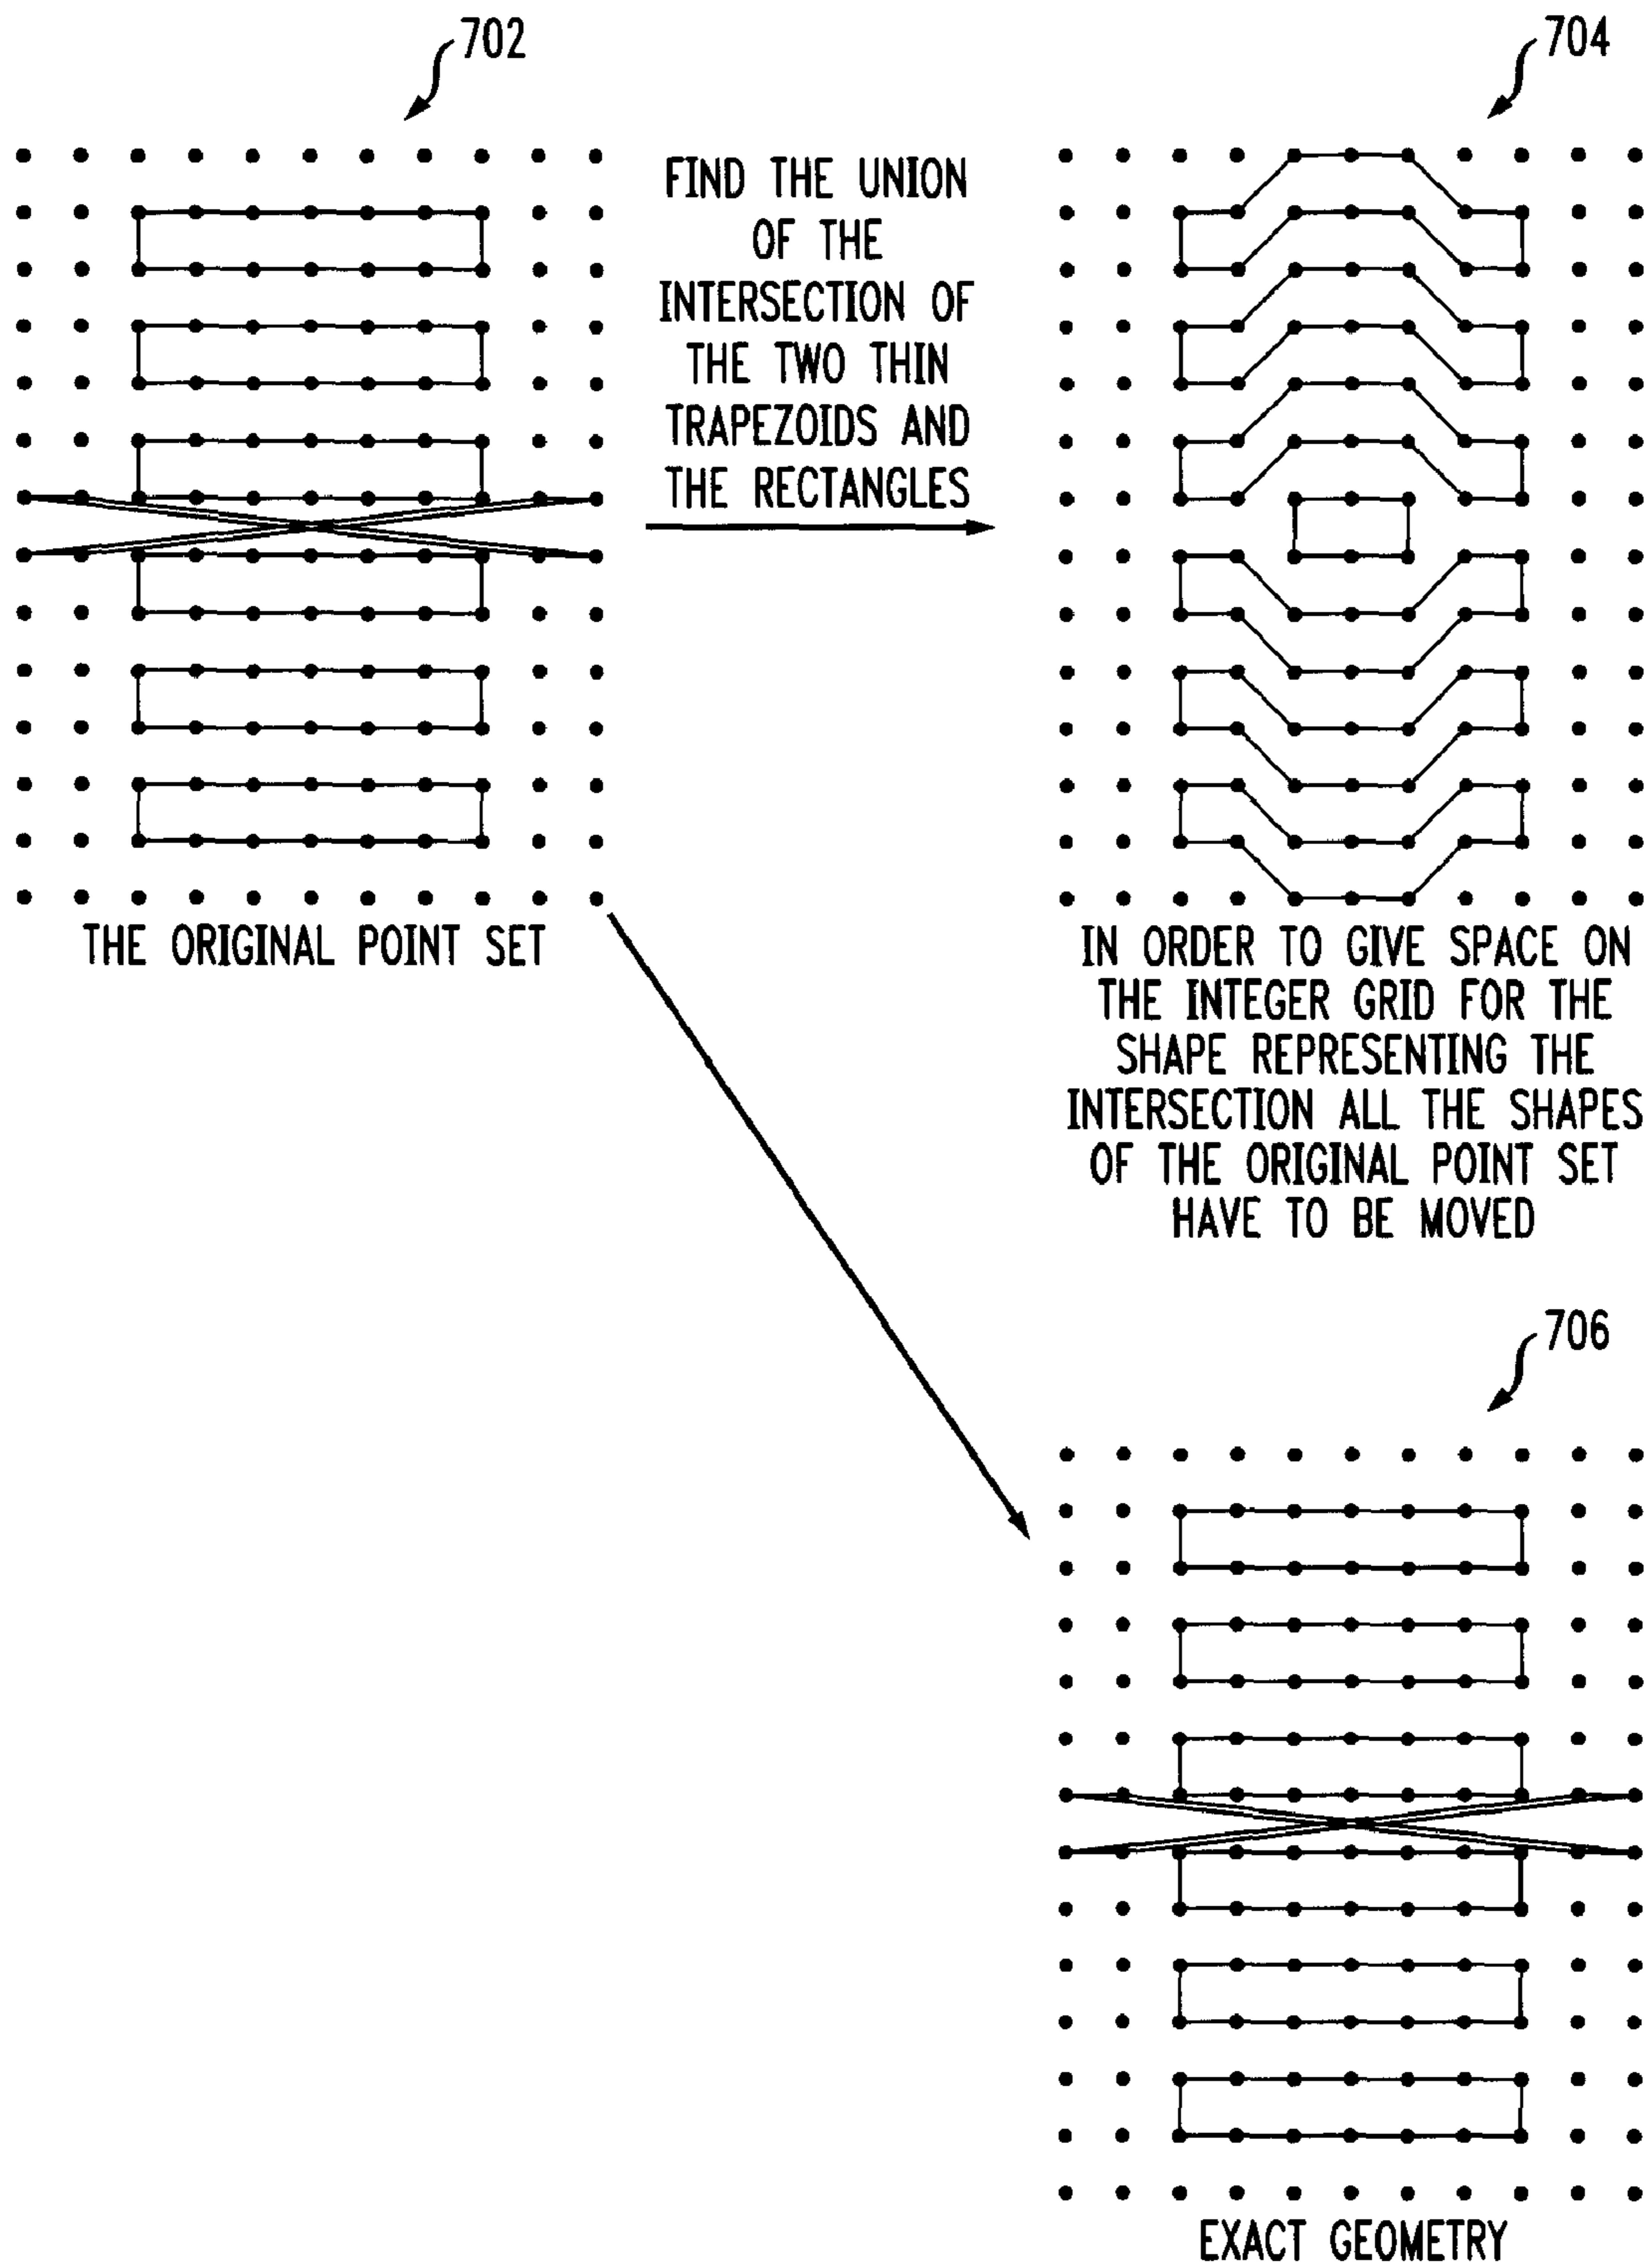 702
704
FIND THE UNION
OF THE
INTERSECTION OF
THE TWO THIN
TRAPEZOIDS AND
THE RECTANGLES
THE ORIGINAL POINT SET
IN ORDER TO GIVE SPACE ON
THE INTEGER GRID FOR THE
SHAPE REPRESENTING THE
INTERSECTION ALL THE SHAPES
OF THE ORIGINAL POINT SET
HAVE TO BE MOVED
706
EXACT GEOMETRY